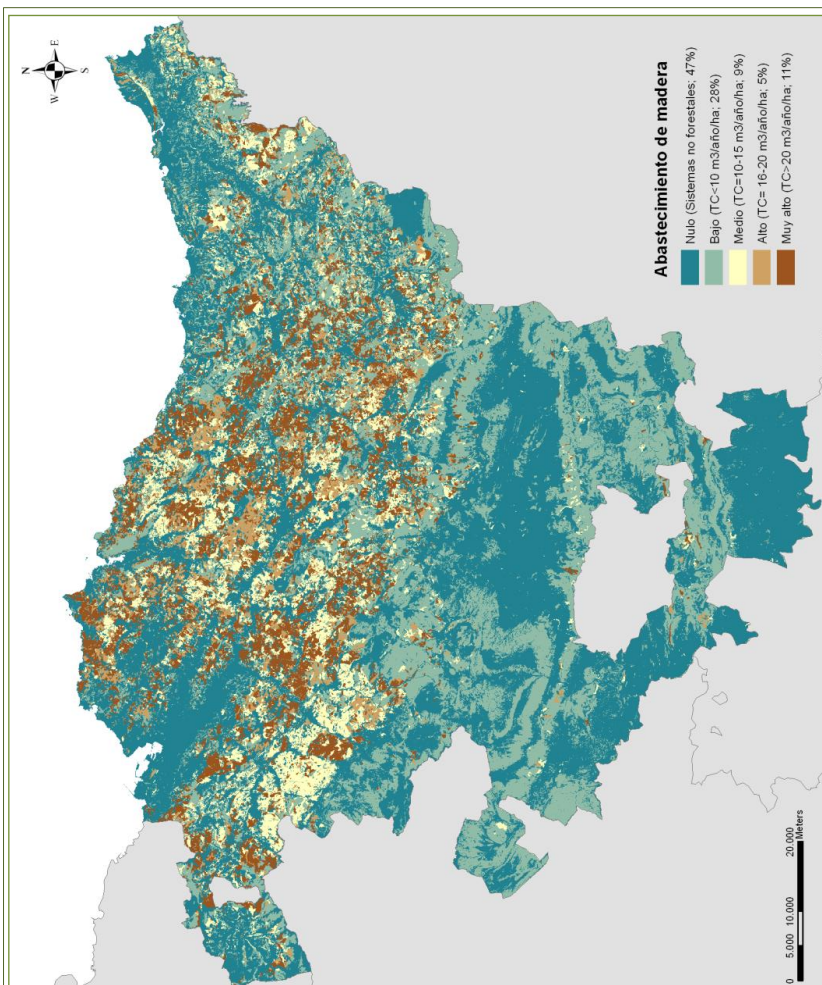 N
W E
S
Abastecimiento de madera
Nulo (Sistemas no forestales; 47%)
Bajo (TC<10 m3/año/ha; 28%)
Medio (TC=10-15 m3/año/ha; 9%)
Alto (TC= 16-20 m3/año/ha; 5%)
Muy alto (TC>20 m3/año/ha; 11%)
0 5.000 10.000 20.000
Meters